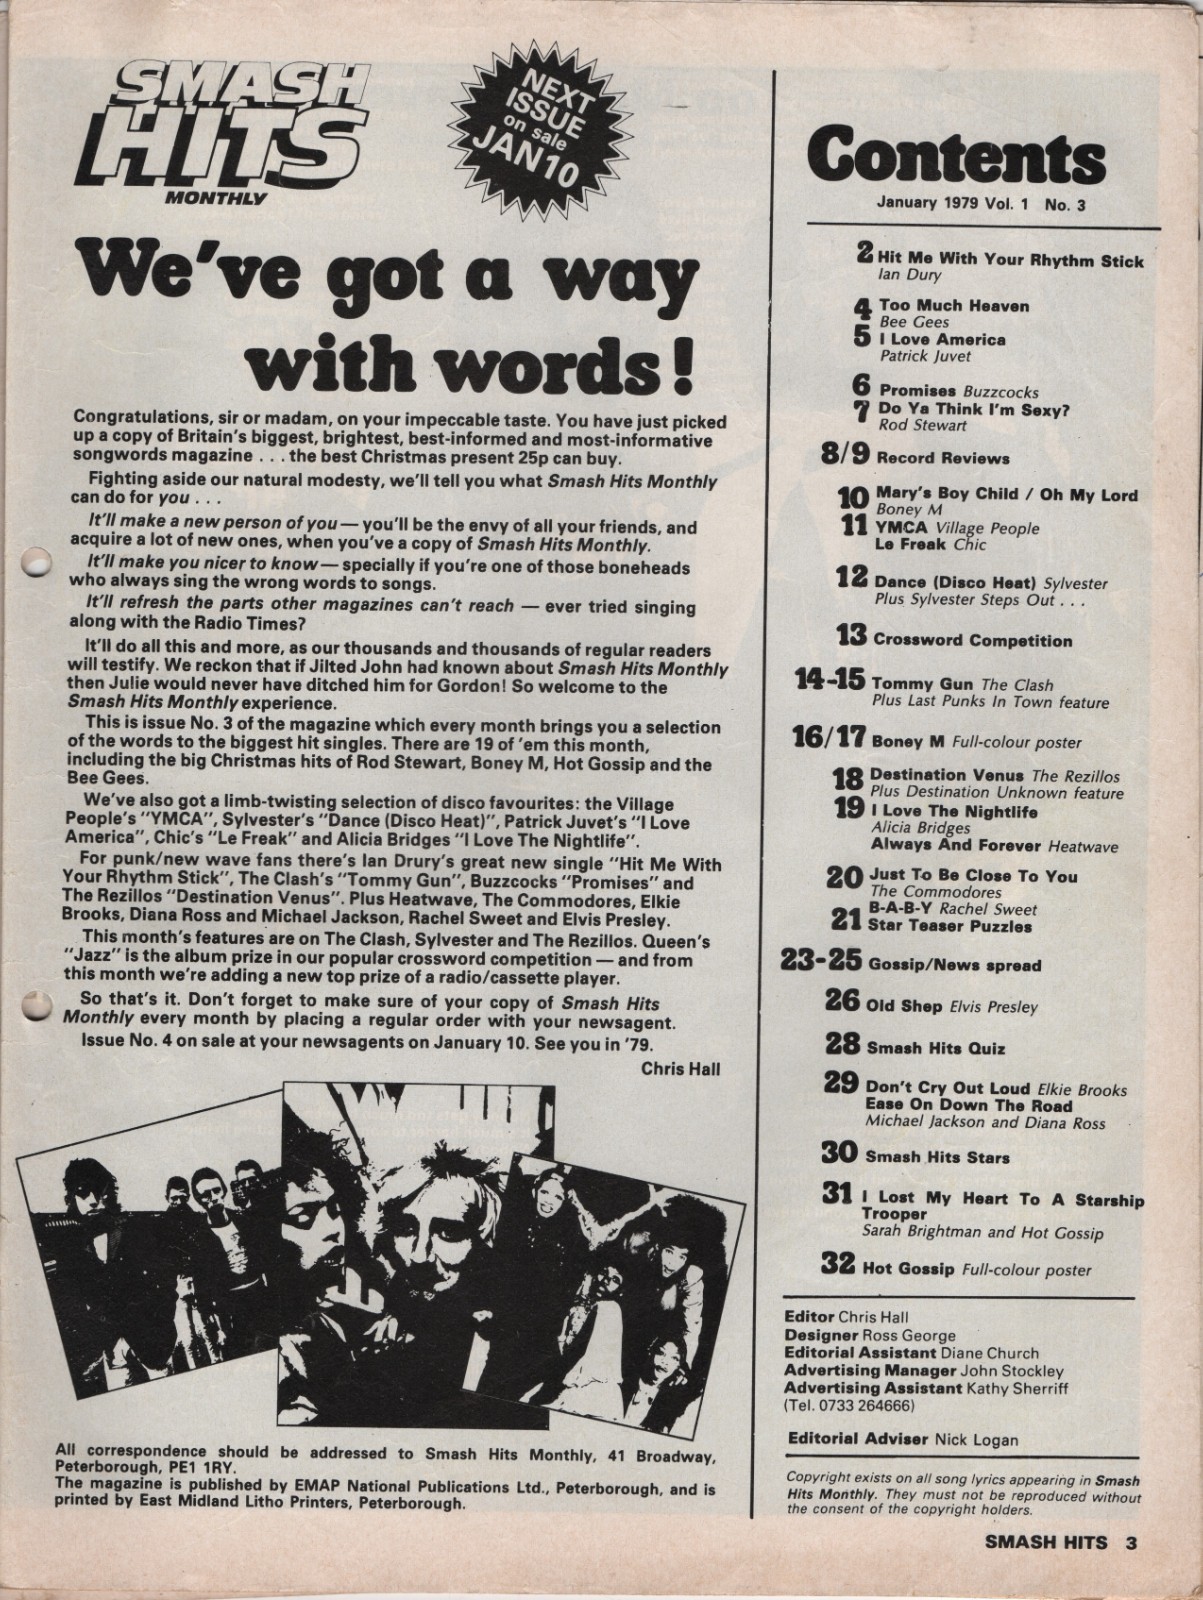 SMASH
HITS
MONTHLY
NEXT
ISSUE
on sale
JAN 10
We've got a way
with words!
Congratulations, sir or madam, on your impeccable taste. You have just picked
up a copy of Britain's biggest, brightest, best-informed and most-informative
songwords magazine . . . the best Christmas present 25p can buy.
Fighting aside our natural modesty, we'll tell you what Smash Hits Monthly
can do for you . . .
It'll make a new person of you — you'll be the envy of all your friends, and
acquire a lot of new ones, when you've a copy of Smash Hits Monthly.
It'll make you nicer to know — specially if you're one of those boneheads
who always sing the wrong words to songs.
It'll refresh the parts other magazines can't reach — ever tried singing
along with the Radio Times?
It'll do all this and more, as our thousands and thousands of regular readers
will testify. We reckon that if Jilted John had known about Smash Hits Monthly
then Julie would never have ditched him for Gordon! So welcome to the
Smash Hits Monthly experience.
This is issue No. 3 of the magazine which every month brings you a selection
of the words to the biggest hit singles. There are 19 of 'em this month,
including the big Christmas hits of Rod Stewart, Boney M, Hot Gossip and the
Bee Gees.
We've also got a limb-twisting selection of disco favourites: the Village
People's "YMCA", Sylvester's "Dance (Disco Heat)", Patrick Juvet's "I Love
America", Chic's "Le Freak" and Alicia Bridges "I Love The Nightlife".
For punk/new wave fans there's Ian Drury's great new single "Hit Me With
Your Rhythm Stick", The Clash's "Tommy Gun", Buzzcocks "Promises" and
The Rezillos "Destination Venus". Plus Heatwave, The Commodores, Elkie
Brooks, Diana Ross and Michael Jackson, Rachel Sweet and Elvis Presley.
This month's features are on The Clash, Sylvester and The Rezillos. Queen's
"Jazz" is the album prize in our popular crossword competition — and from
this month we're adding a new top prize of a radio/cassette player.
So that's it. Don't forget to make sure of your copy of Smash Hits
Monthly every month by placing a regular order with your newsagent.
Issue No. 4 on sale at your newsagents on January 10. See you in '79.
Chris Hall
All correspondence should be addressed to Smash Hits Monthly, 41 Broadway,
Peterborough, PE1 1RY.
The magazine is published by EMAP National Publications Ltd., Peterborough, and is
printed by East Midland Litho Printers, Peterborough.
Contents
January 1979 Vol. 1 No. 3
2 Hit Me With Your Rhythm Stick
Ian Dury
4 Too Much Heaven
Bee Gees
5 I Love America
Patrick Juvet
6 Promises Buzzcocks
7 Do Ya Think I'm Sexy?
Rod Stewart
8/9 Record Reviews
10 Mary's Boy Child / Oh My Lord
Boney M
11 YMCA Village People
Le Freak Chic
12 Dance (Disco Heat) Sylvester
Plus Sylvester Steps Out . . .
13 Crossword Competition
14-15 Tommy Gun The Clash
Plus Last Punks In Town feature
16/17 Boney M Full-colour poster
18 Destination Venus The Rezillos
Plus Destination Unknown feature
19 I Love The Nightlife
Alicia Bridges
Always And Forever Heatwave
20 Just To Be Close To You
The Commodores
B-A-B-Y Rachel Sweet
21 Star Teaser Puzzles
23-25 Gossip/News spread
26 Old Shep Elvis Presley
28 Smash Hits Quiz
29 Don't Cry Out Loud Elkie Brooks
Ease On Down The Road
Michael Jackson and Diana Ross
30 Smash Hits Stars
31 I Lost My Heart To A Starship
Trooper
Sarah Brightman and Hot Gossip
32 Hot Gossip Full-colour poster
Editor Chris Hall
Designer Ross George
Editorial Assistant Diane Church
Advertising Manager John Stockley
Advertising Assistant Kathy Sherriff
(Tel. 0733 264666)
Editorial Adviser Nick Logan
Copyright exists on all song lyrics appearing in Smash
Hits Monthly. They must not be reproduced without
the consent of the copyright holders.
SMASH HITS 3